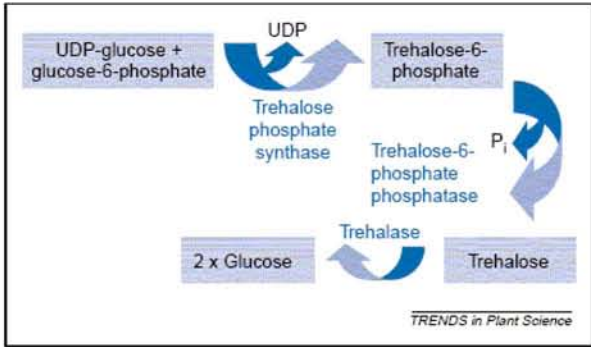 UDP-glucose +
glucose-6-phosphate
UDP
Trehalose
phosphate
synthase
Trehalose-6-
phosphate
Pi
Trehalose-6-
phosphate
phosphatase
Trehalose
Trehalase
2 x Glucose
TRENDS in Plant Science